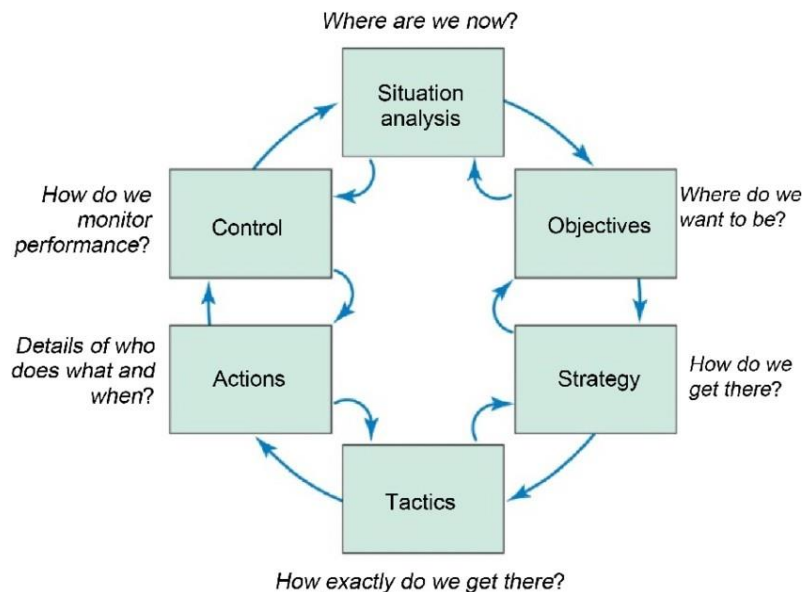 Where are we now?
Situation
analysis
How do we
monitor
performance?
Control
Objectives
Where do we
want to be?
Details of who
does what and
when?
Actions
Strategy
How do we
get there?
Tactics
How exactly do we get there?